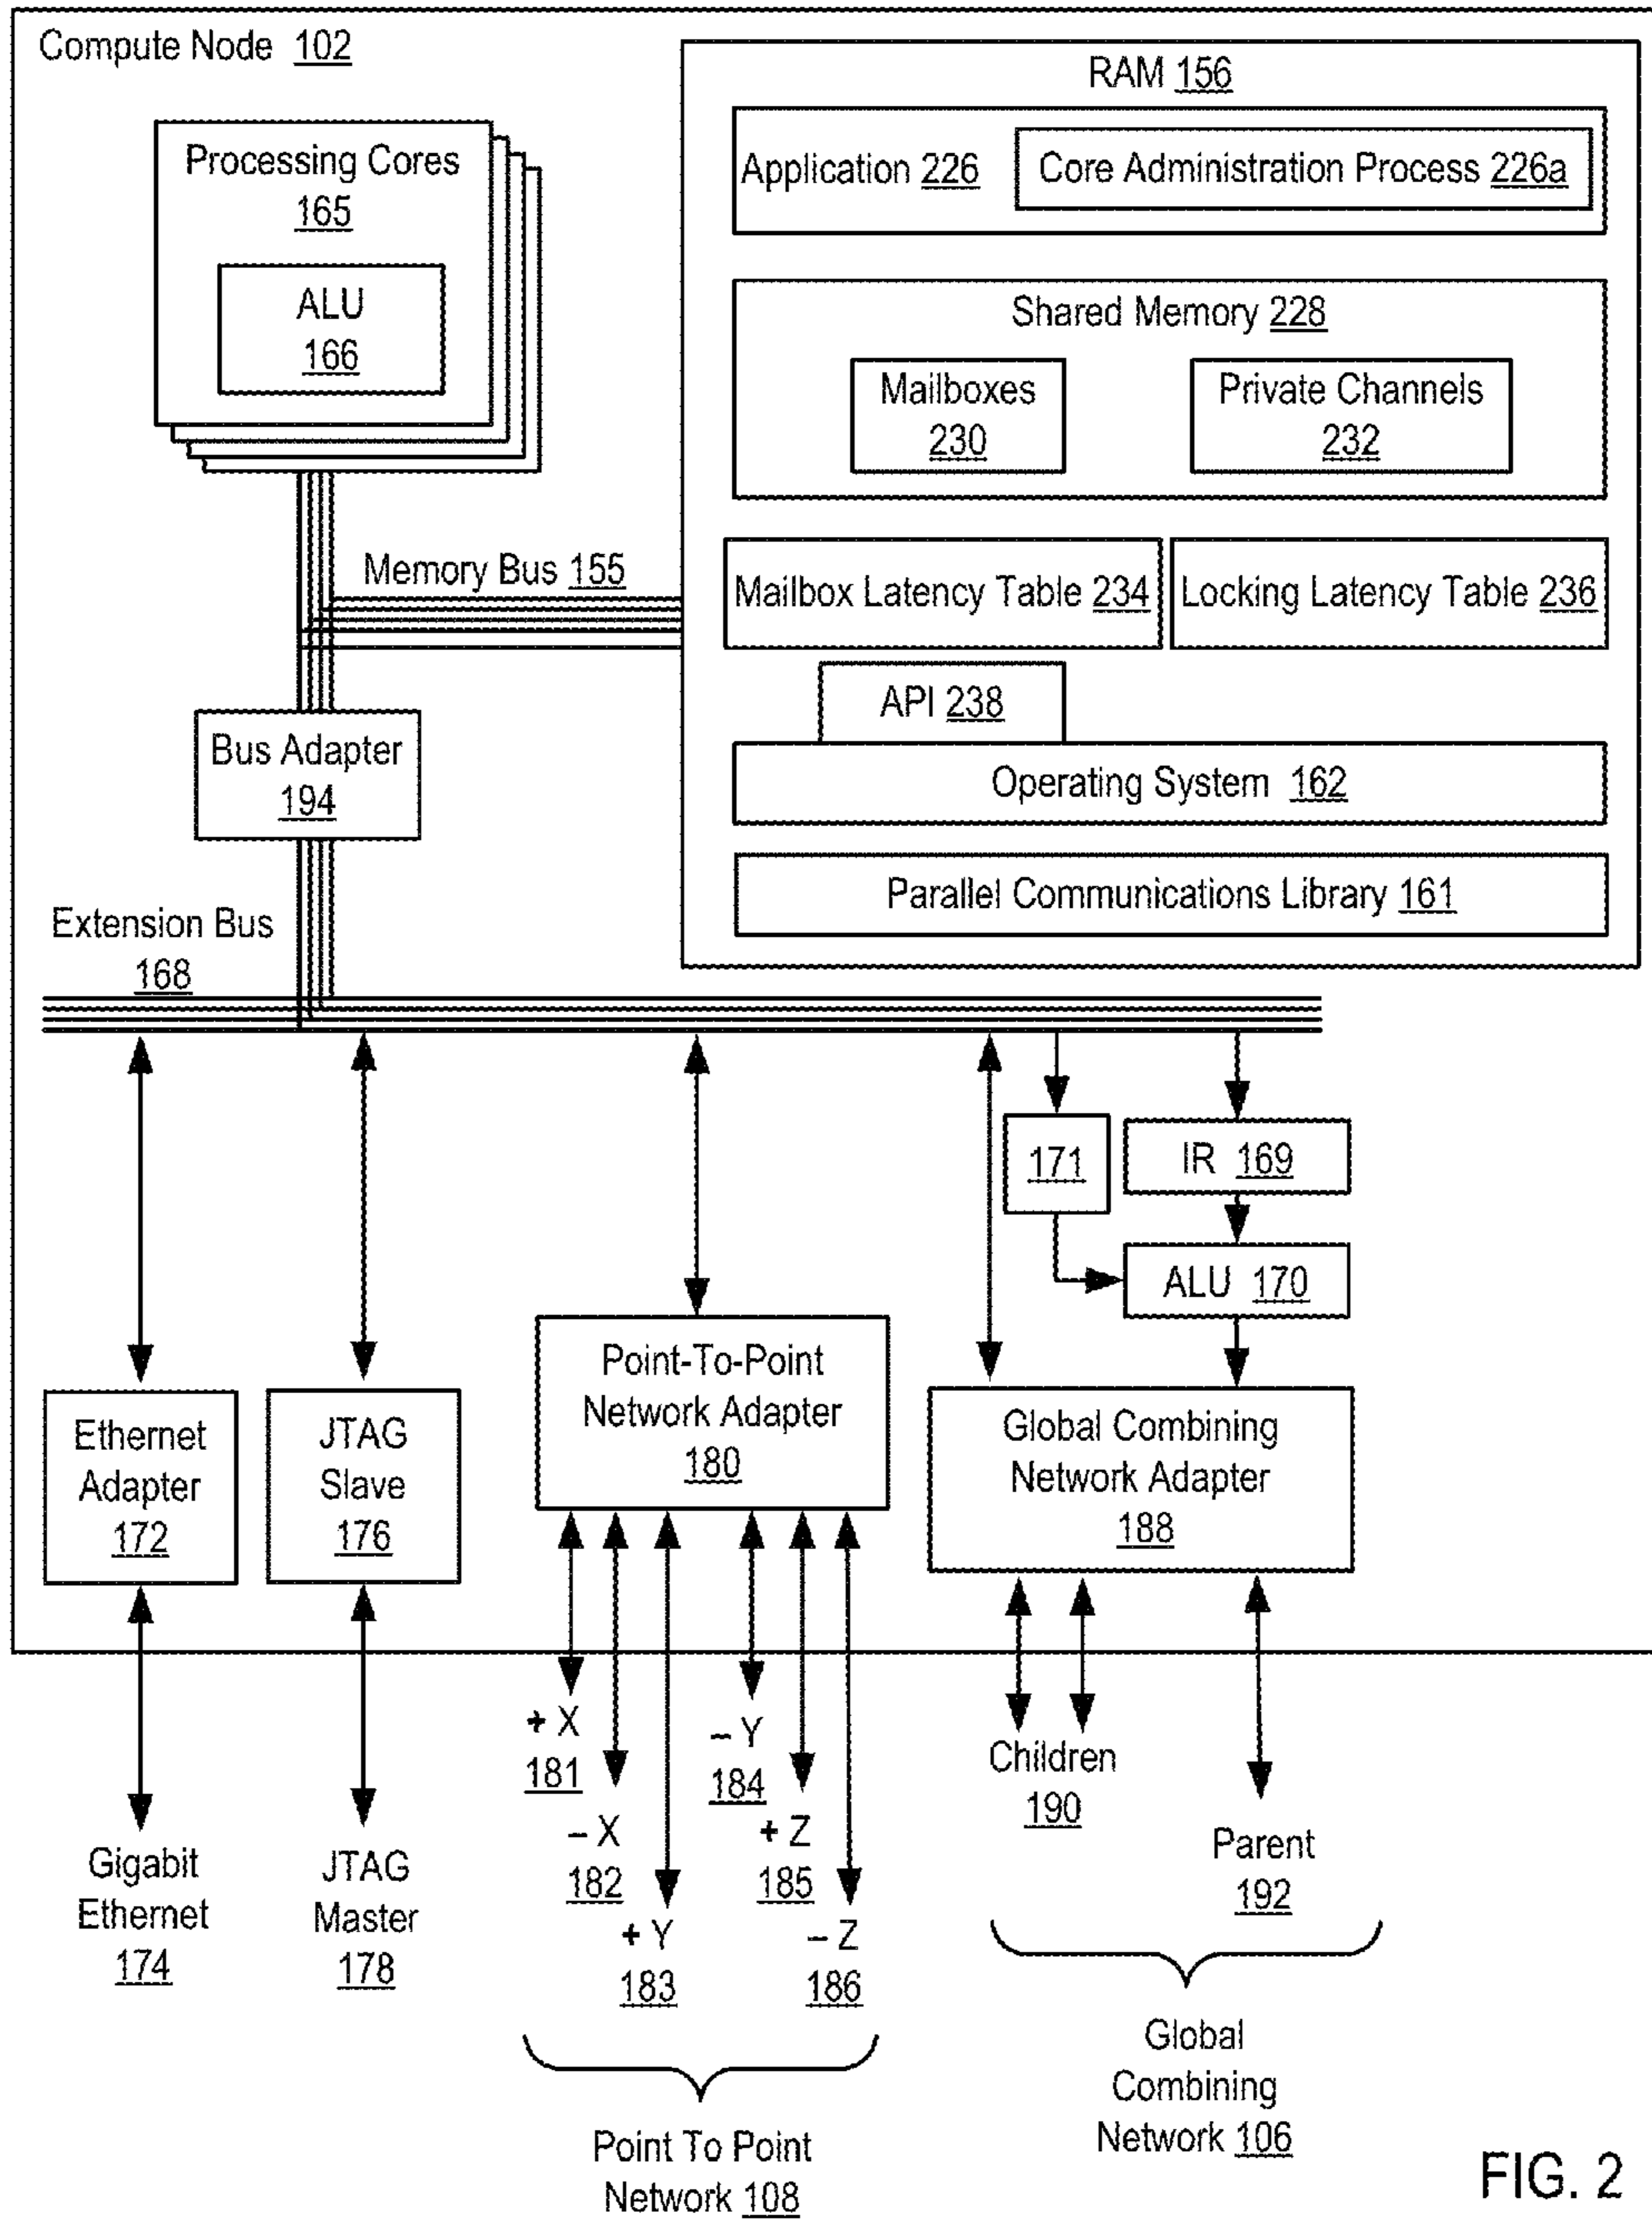 Compute Node 102
RAM 156
Processing Cores
165
ALU
166
Application 226
Core Administration Process 226a
Shared Memory 228
Mailboxes
230
Private Channels
232
Memory Bus 155
Mailbox Latency Table 234
Locking Latency Table 236
API 238
Bus Adapter
194
Operating System 162
Parallel Communications Library 161
Extension Bus
168
171
IR 169
ALU 170
Ethernet
Adapter
172
JTAG
Slave
176
Point-To-Point
Network Adapter
180
Global Combining
Network Adapter
188
+ X
181
– X
182
+ Y
183
– Y
184
+ Z
185
– Z
186
Children
190
Parent
192
Gigabit
Ethernet
174
JTAG
Master
178
Point To Point
Network 108
Global
Combining
Network 106
FIG. 2